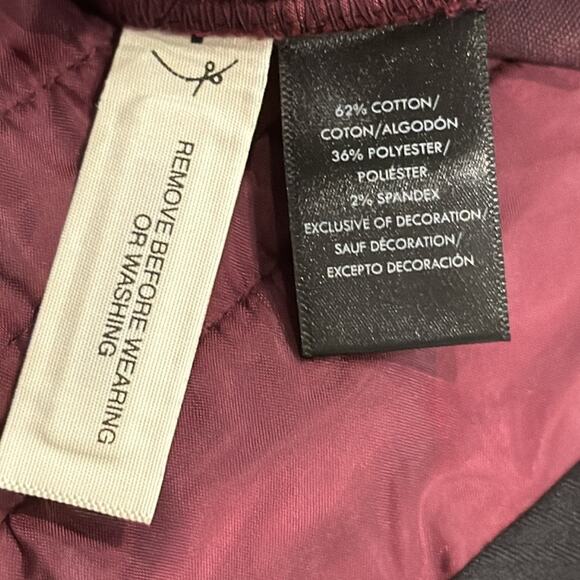 REMOVE BEFORE WEARING
OR WASHING
62% COTTON/
COTON/ALGODÓN
36% POLYESTER/
POLIÉSTER
2% SPANDEX
EXCLUSIVE OF DECORATION/
SAUF DÉCORATION/
EXCEPTO DECORACIÓN